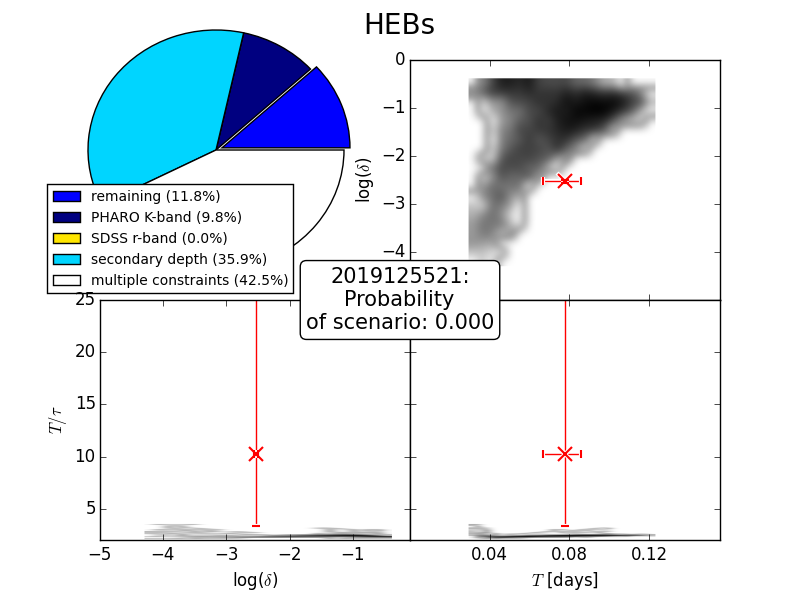 HEBs
remaining (11.8%)
PHARO K-band (9.8%)
SDSS r-band (0.0%)
secondary depth (35.9%)
multiple constraints (42.5%)
0
−1
−2
−3
−4
log(δ)
2019125521:
Probability
of scenario: 0.000
25
20
15
10
5
T/τ
−5 −4 −3 −2 −1
log(δ)
0.04 0.08 0.12
T [days]